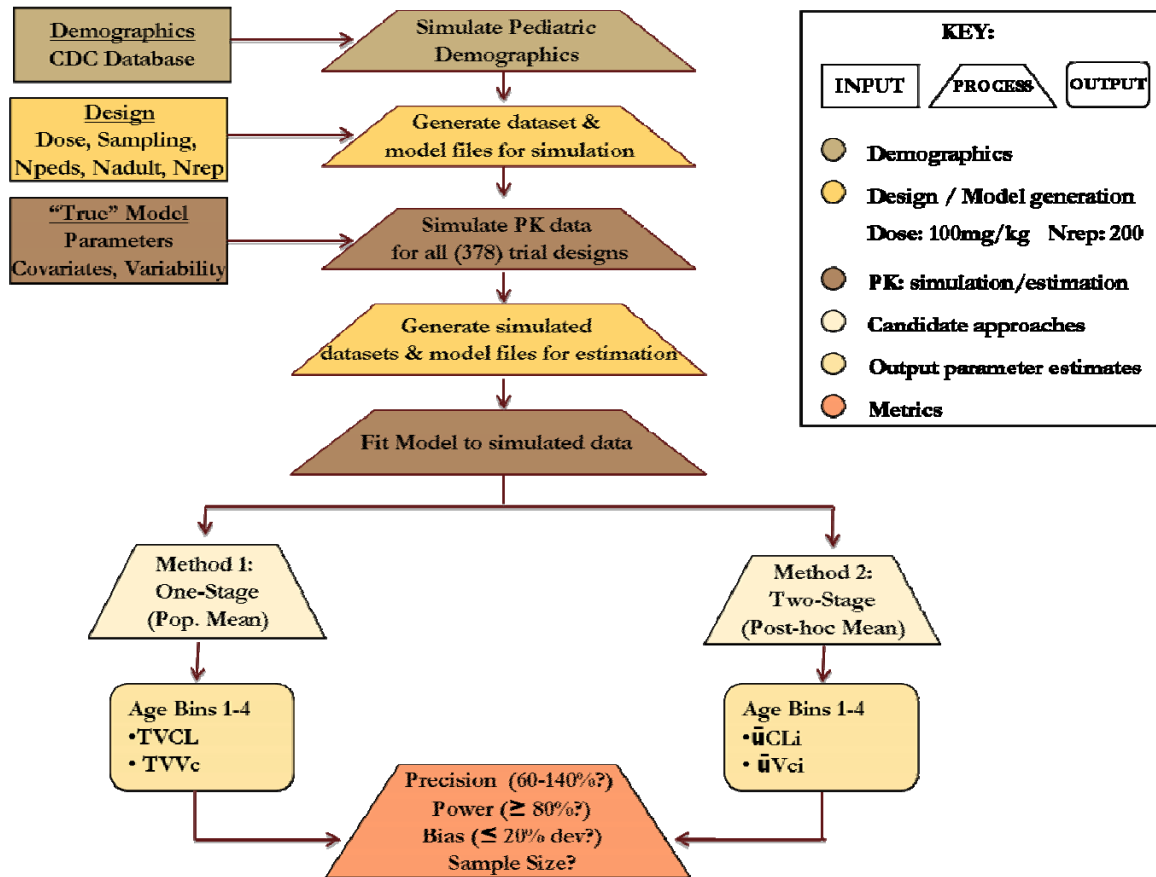 Demographics
CDC Database
Simulate Pediatric
Demographics
Design
Dose, Sampling,
Npeds, Nadult, Nrep
Generate dataset &
model files for simulation
“True” Model
Parameters
Covariates, Variability
Simulate PK data
for all (378) trial designs
Generate simulated
datasets & model files for estimation
Fit Model to simulated data
Method 1:
One-Stage
(Pop. Mean)
Method 2:
Two-Stage
(Post-hoc Mean)
Age Bins 1-4
•TVCL
• TVVc
Age Bins 1-4
•ūCLi
•ūVci
Precision (60-140%?)
Power (≥ 80%?)
Bias (≤ 20% dev?)
Sample Size?
KEY:
INPUT
PROCESS
OUTPUT
Demographics
Design / Model generation
Dose: 100mg/kg Nrep: 200
PK: simulation/estimation
Candidate approaches
Output parameter estimates
Metrics